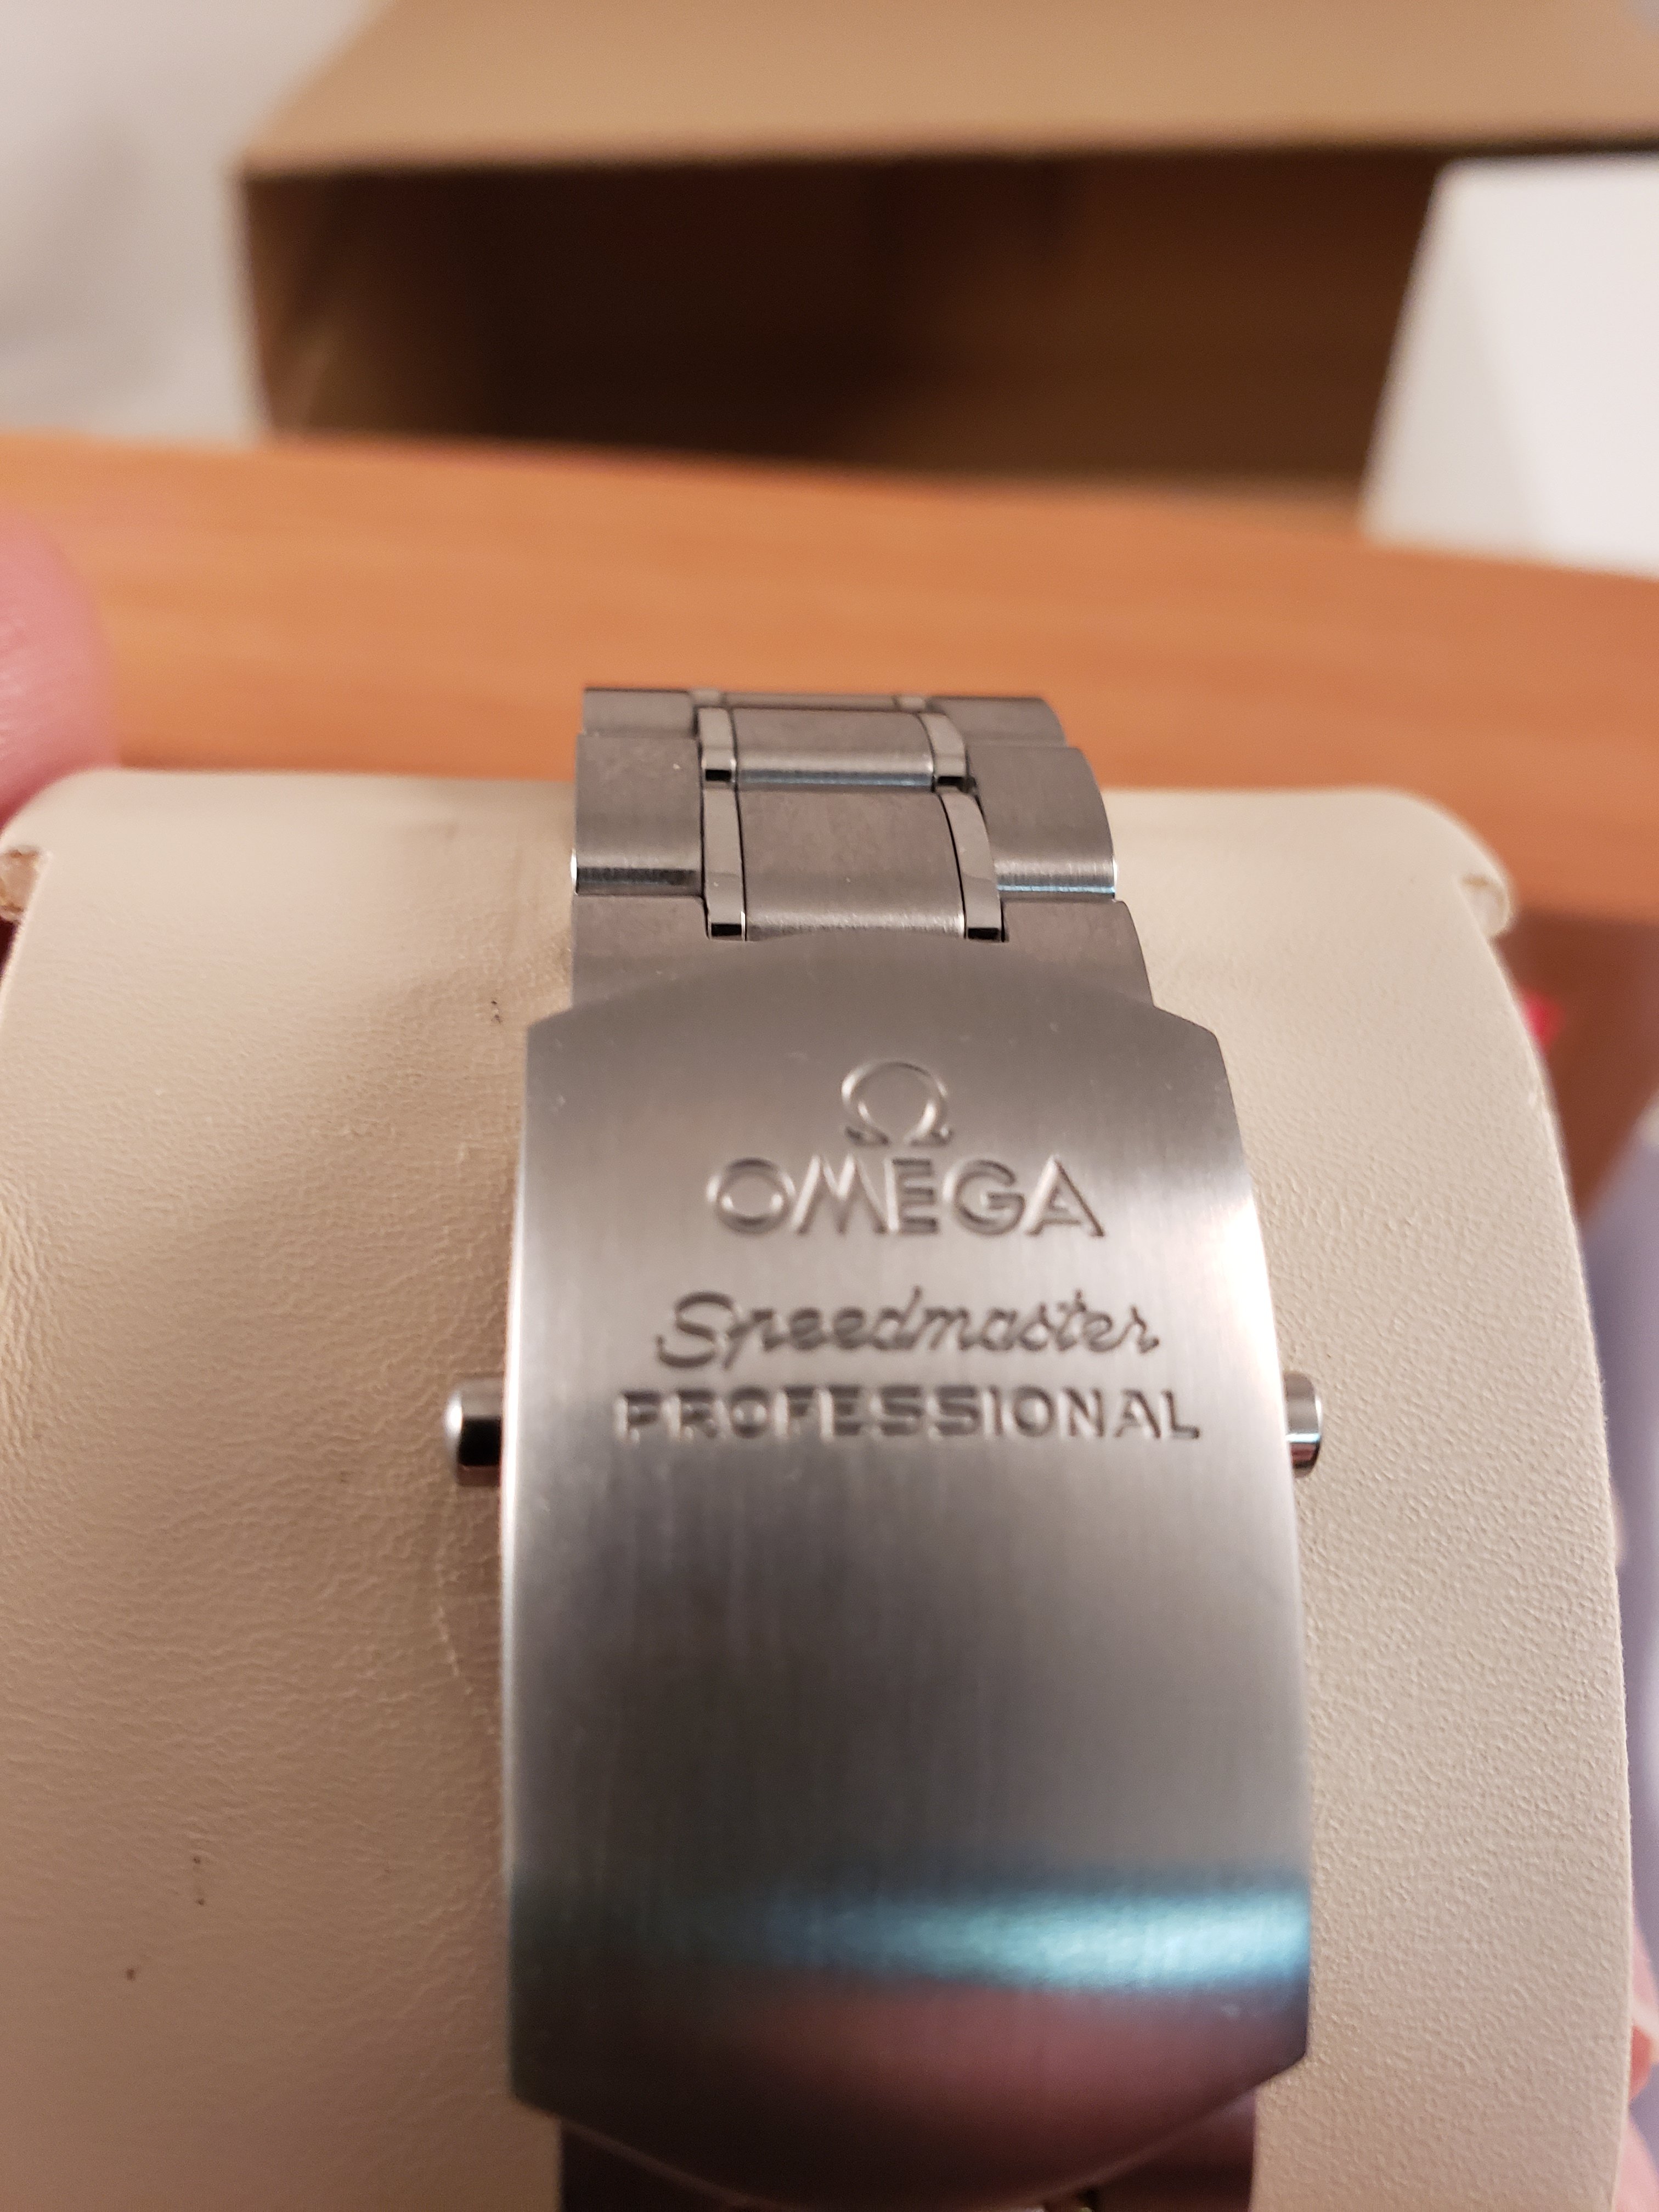 Ω
OMEGA
Speedmaster
PROFESSIONAL